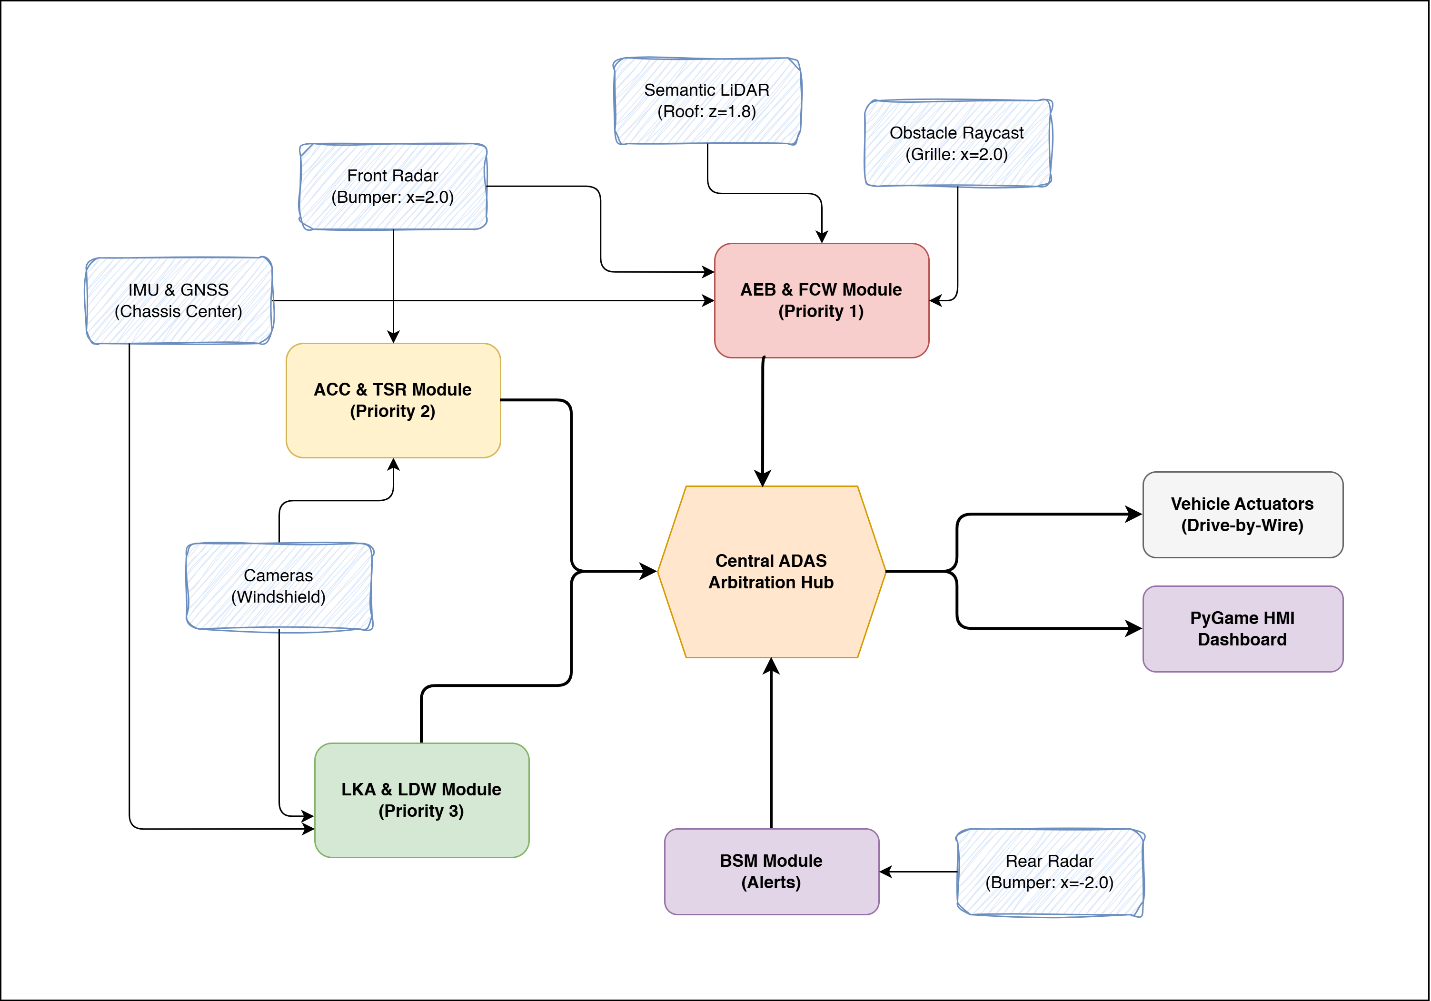 Semantic LiDAR
(Roof: z=1.8)
Obstacle Raycast
(Grille: x=2.0)
Front Radar
(Bumper: x=2.0)
IMU & GNSS
(Chassis Center)
AEB & FCW Module
(Priority 1)
ACC & TSR Module
(Priority 2)
Vehicle Actuators
(Drive-by-Wire)
Central ADAS
Arbitration Hub
Cameras
(Windshield)
PyGame HMI
Dashboard
LKA & LDW Module
(Priority 3)
BSM Module
(Alerts)
Rear Radar
(Bumper: x=-2.0)